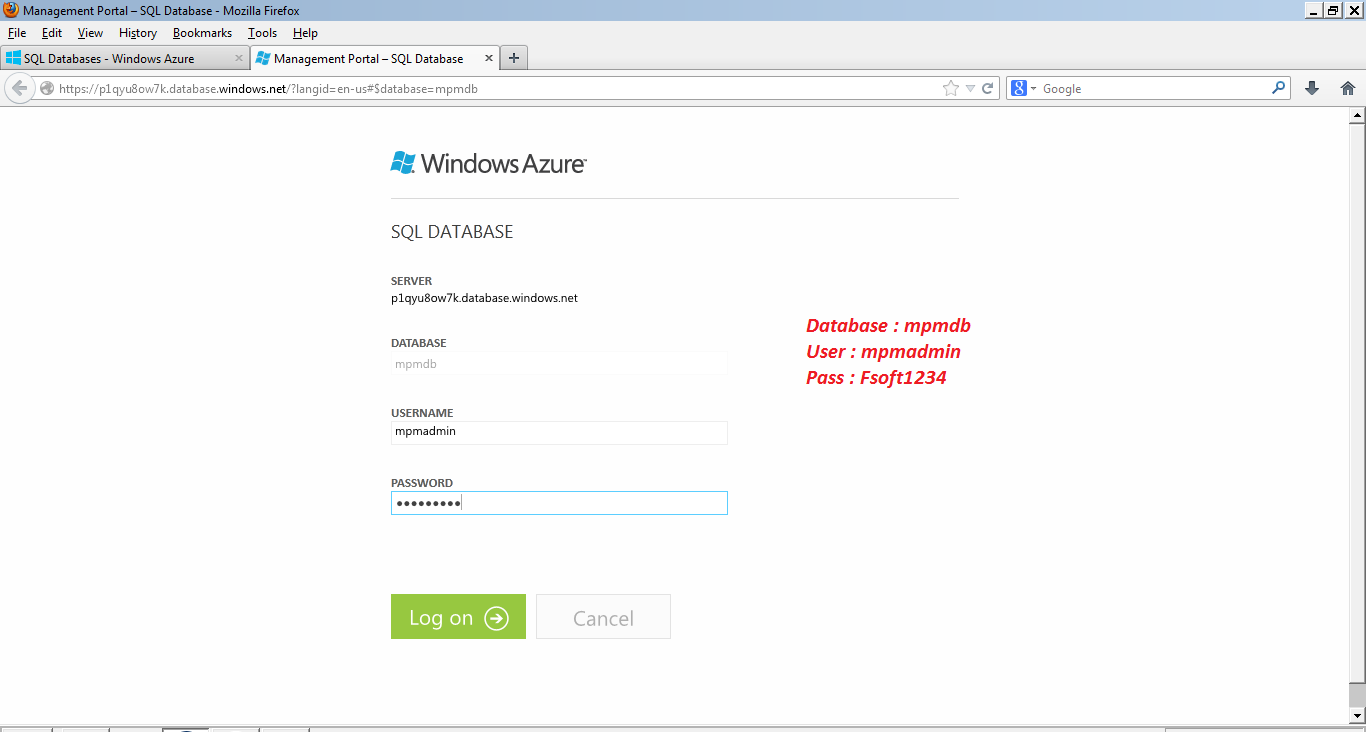 Management Portal – SQL Database - Mozilla Firefox
File Edit View History Bookmarks Tools Help
SQL Databases - Windows Azure
Management Portal – SQL Database
https://p1qyu8ow7k.database.windows.net/?langid=en-us#$database=mpmdb
Google
Windows Azure
SQL DATABASE
SERVER
p1qyu8ow7k.database.windows.net
DATABASE
mpmdb
USERNAME
mpmadmin
PASSWORD
Database : mpmdb
User : mpmadmin
Pass : Fsoft1234
Log on
Cancel